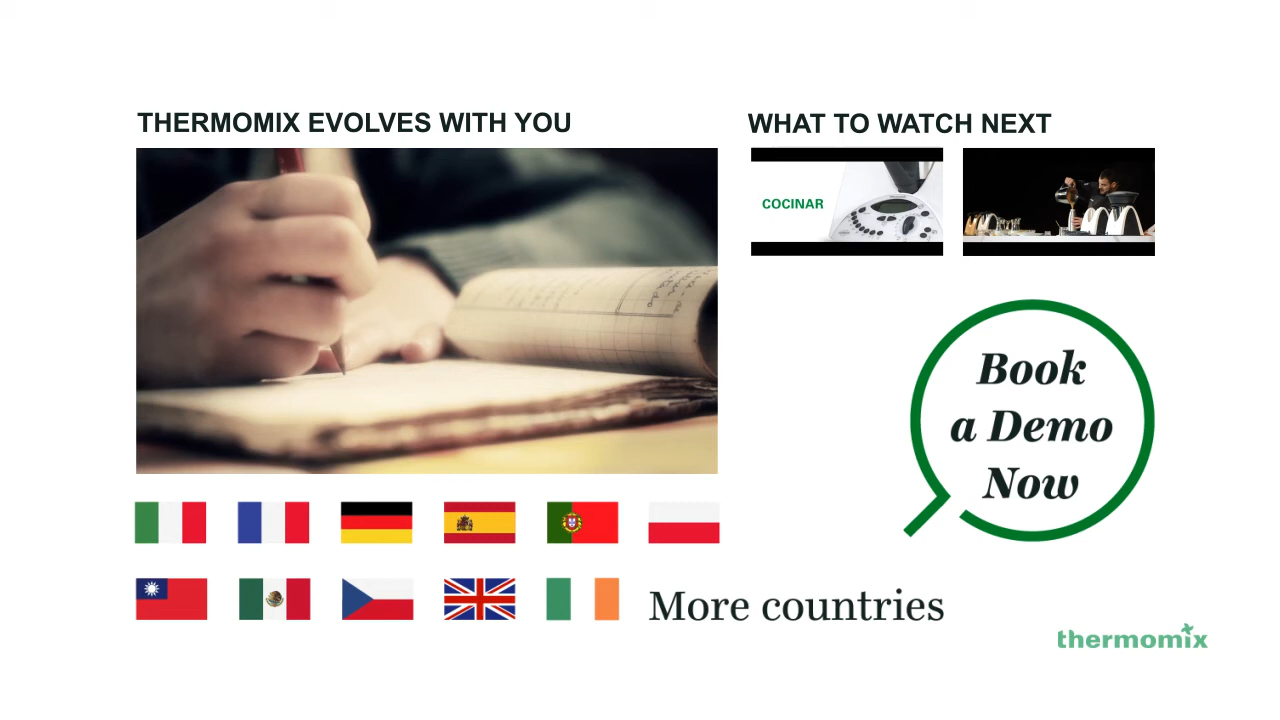 THERMOMIX EVOLVES WITH YOU
WHAT TO WATCH NEXT
COCINAR
Book
a Demo
Now
More countries
thermomix